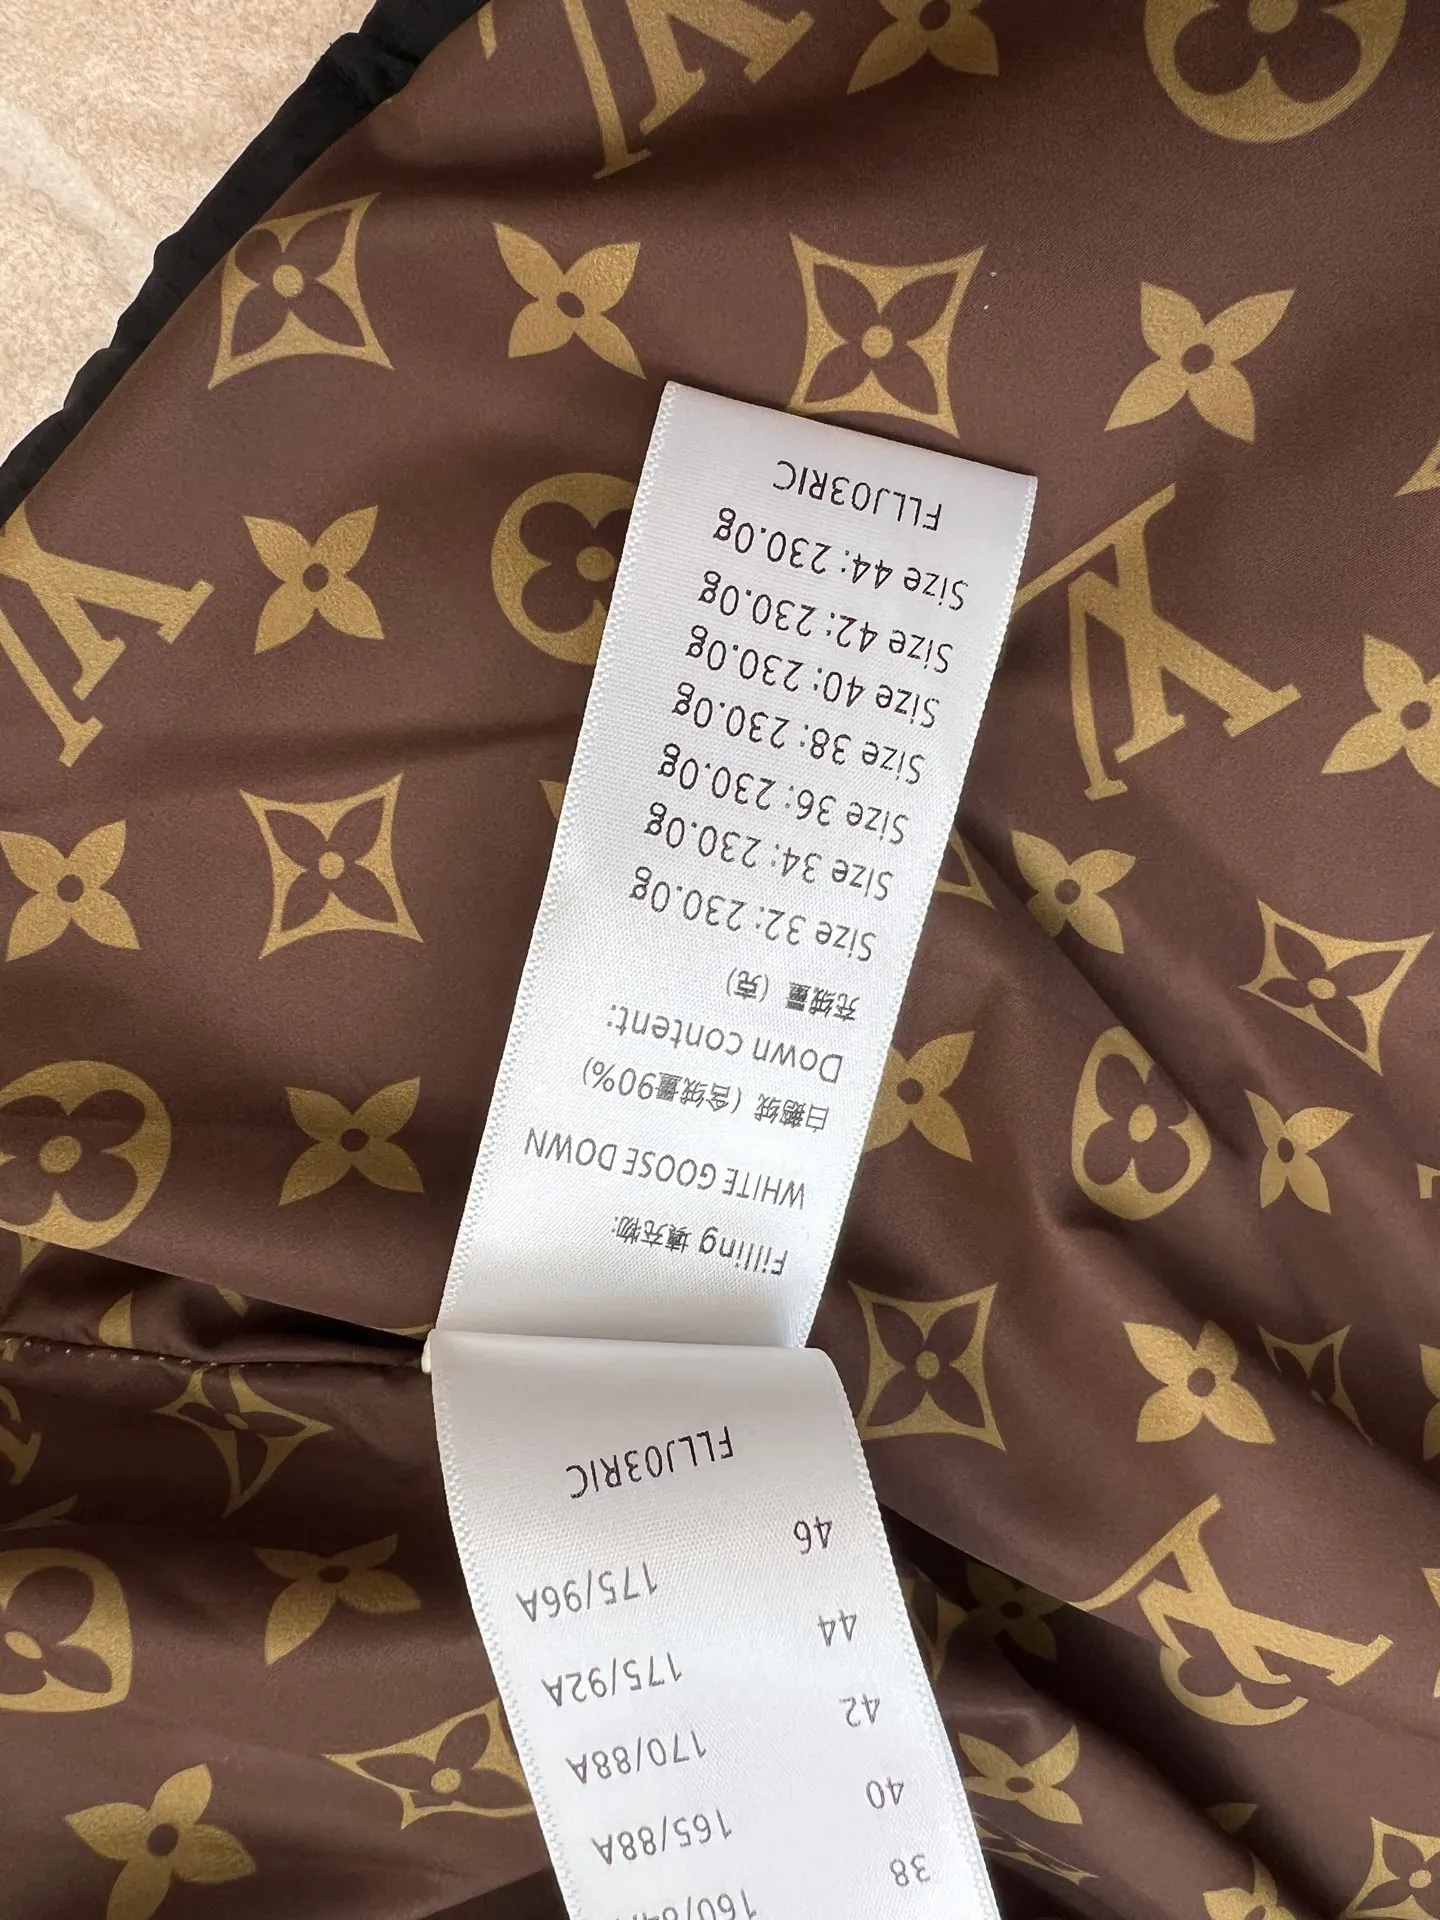 Filling 填充物:
WHITE GOOSE DOWN
白鹅绒（含绒量90%）
Down content:
充绒量（克）
Size 32: 230.0g
Size 34: 230.0g
Size 36: 230.0g
Size 38: 230.0g
Size 40: 230.0g
Size 42: 230.0g
Size 44: 230.0g
FLLJ03RIC
38
40 165/88A
42 170/88A
44 175/92A
46 175/96A
FLLJ03RIC